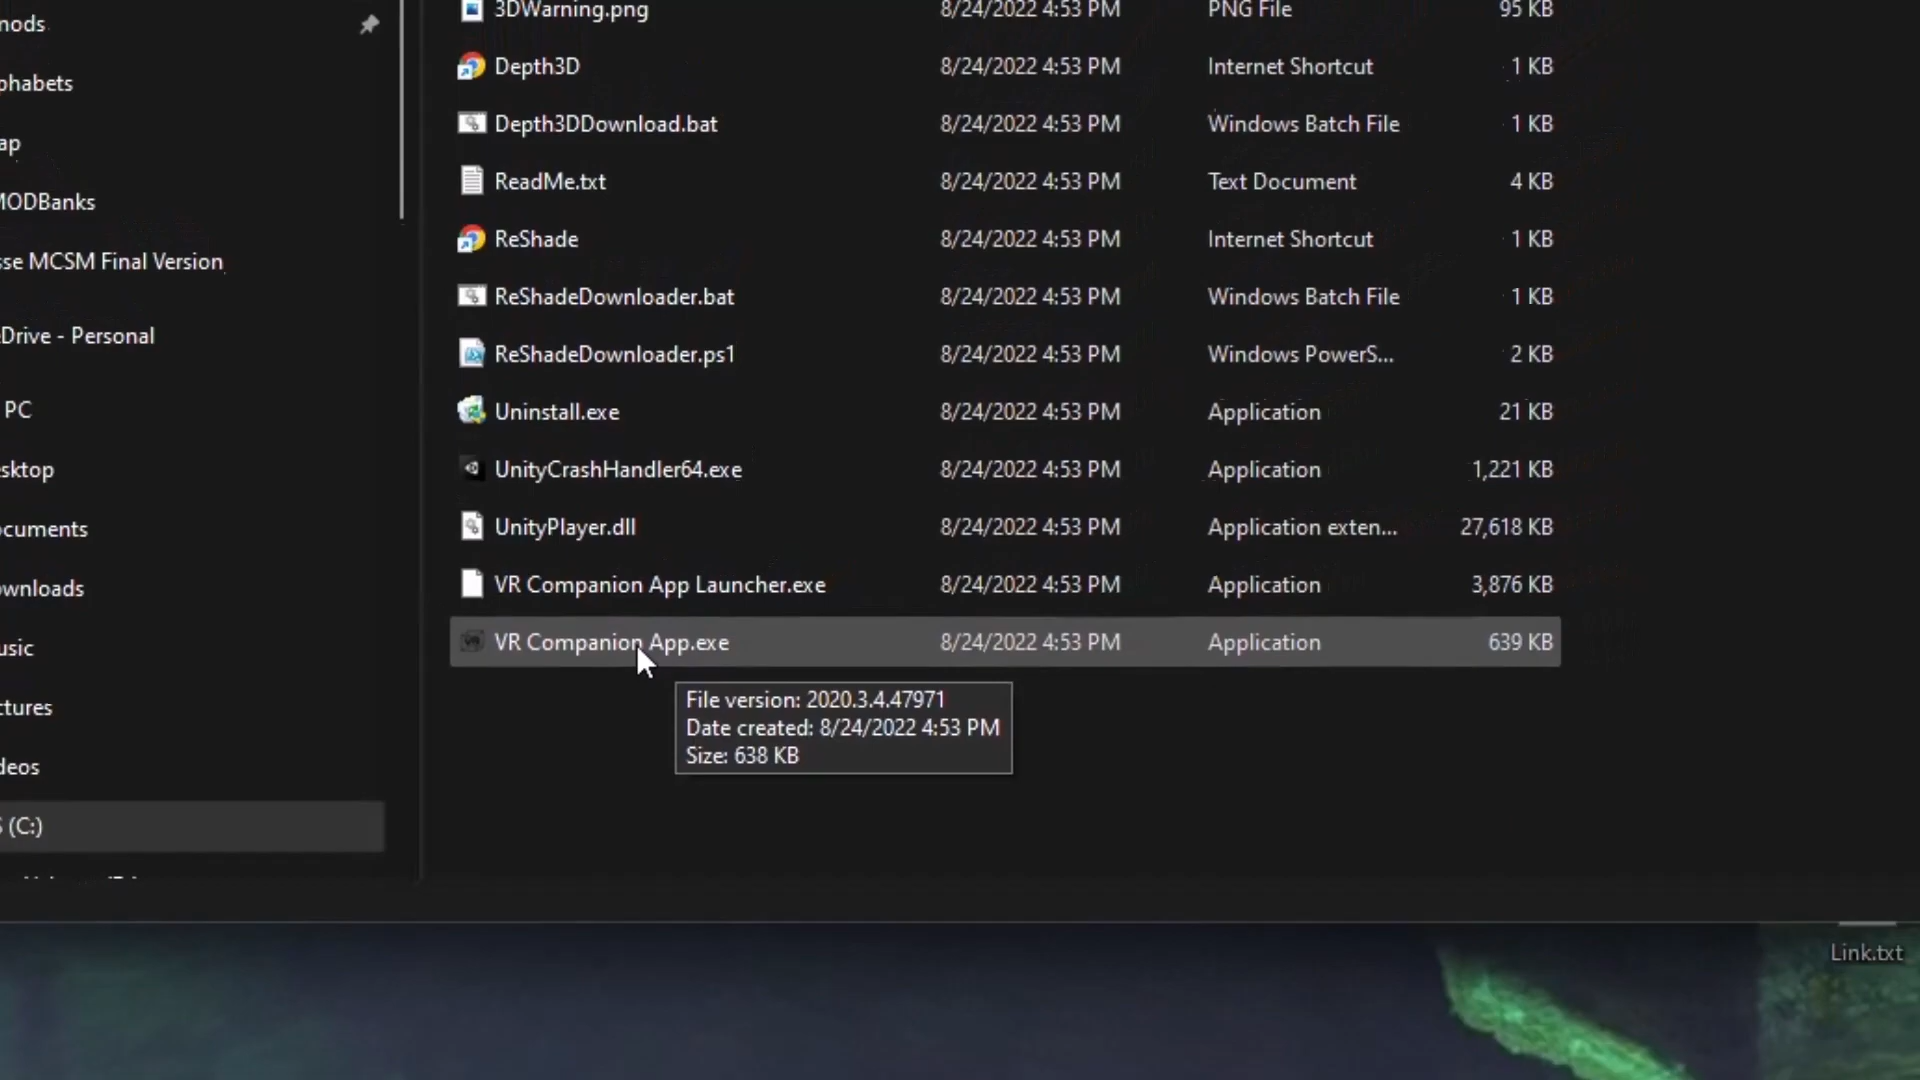 3DWarning.png 8/24/2022 4:53 PM PNG File 95 KB
nods
Depth3D 8/24/2022 4:53 PM Internet Shortcut 1 KB
phabets
Depth3DDownload.bat 8/24/2022 4:53 PM Windows Batch File 1 KB
ap
ReadMe.txt 8/24/2022 4:53 PM Text Document 4 KB
MODBanks
ReShade 8/24/2022 4:53 PM Internet Shortcut 1 KB
sse MCSM Final Version
ReShadeDownloader.bat 8/24/2022 4:53 PM Windows Batch File 1 KB
Drive - Personal
ReShadeDownloader.ps1 8/24/2022 4:53 PM Windows PowerS... 2 KB
PC
Uninstall.exe 8/24/2022 4:53 PM Application 21 KB
sktop
UnityCrashHandler64.exe 8/24/2022 4:53 PM Application 1,221 KB
ocuments
UnityPlayer.dll 8/24/2022 4:53 PM Application exten... 27,618 KB
wnloads
VR Companion App Launcher.exe 8/24/2022 4:53 PM Application 3,876 KB
usic
VR Companion App.exe 8/24/2022 4:53 PM Application 639 KB
ctures
File version: 2020.3.4.47971
Date created: 8/24/2022 4:53 PM
Size: 638 KB
deos
(C:)
Link.txt